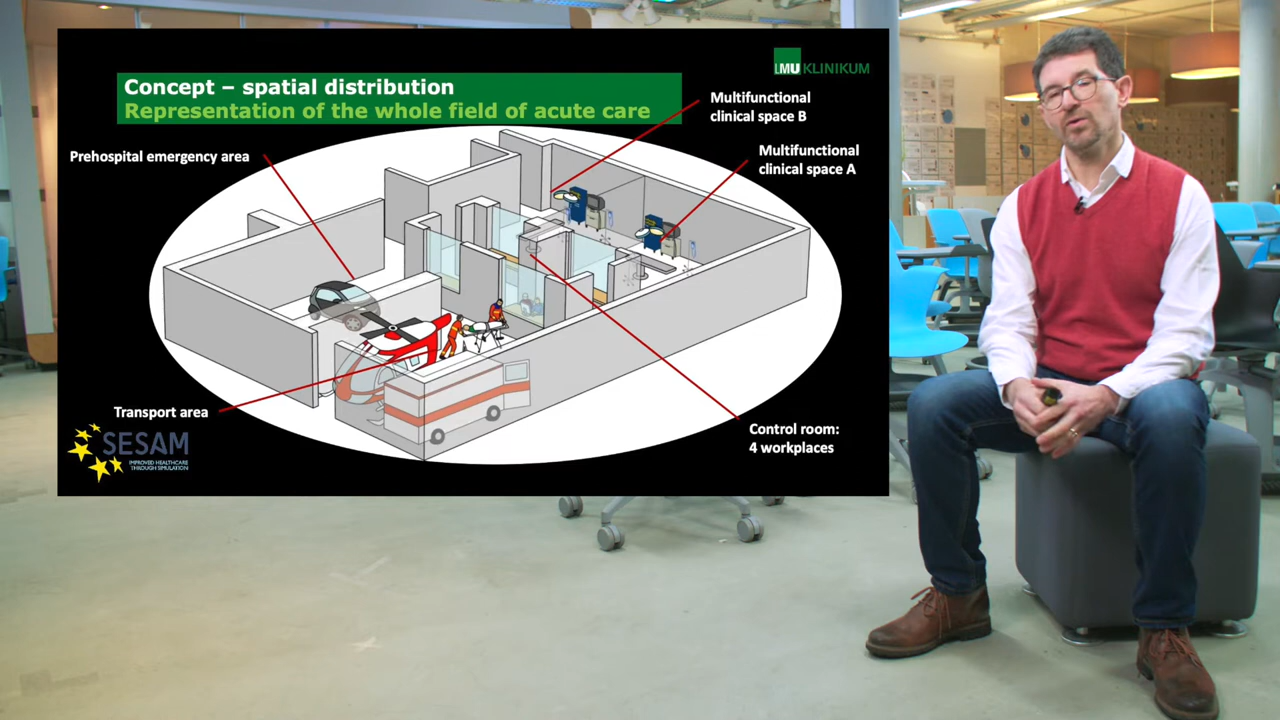 LMU KLINIKUM
Concept – spatial distribution
Representation of the whole field of acute care
Multifunctional
clinical space B
Prehospital emergency area
Multifunctional
clinical space A
Transport area
Control room:
4 workplaces
SESAM
IMPROVED HEALTHCARE
THROUGH SIMULATION